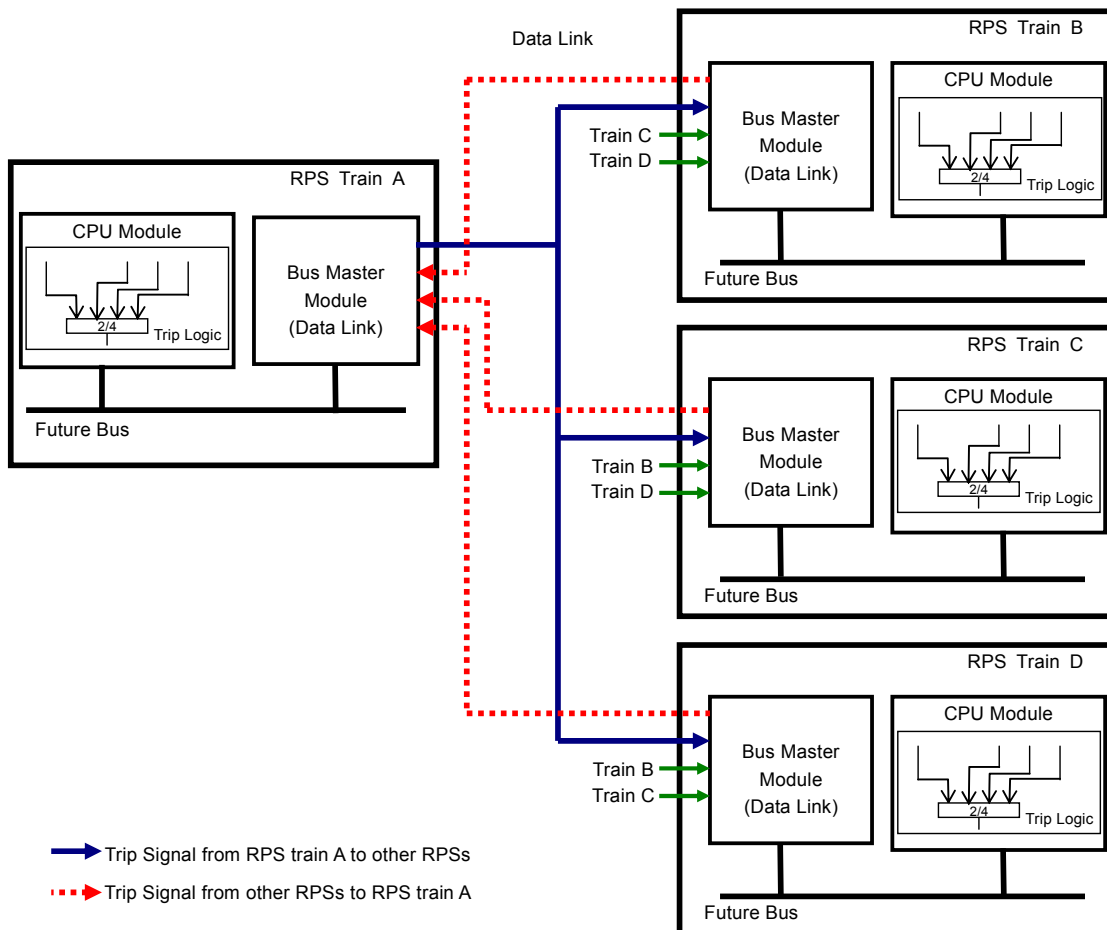 Data Link
RPS Train A
CPU Module
2/4
Trip Logic
Bus Master
Module
(Data Link)
Future Bus
RPS Train B
Train C
Train D
Bus Master
Module
(Data Link)
CPU Module
2/4
Trip Logic
Future Bus
RPS Train C
Train B
Train D
Bus Master
Module
(Data Link)
CPU Module
2/4
Trip Logic
Future Bus
RPS Train D
Train B
Train C
Bus Master
Module
(Data Link)
CPU Module
2/4
Trip Logic
Future Bus
Trip Signal from RPS train A to other RPSs
Trip Signal from other RPSs to RPS train A